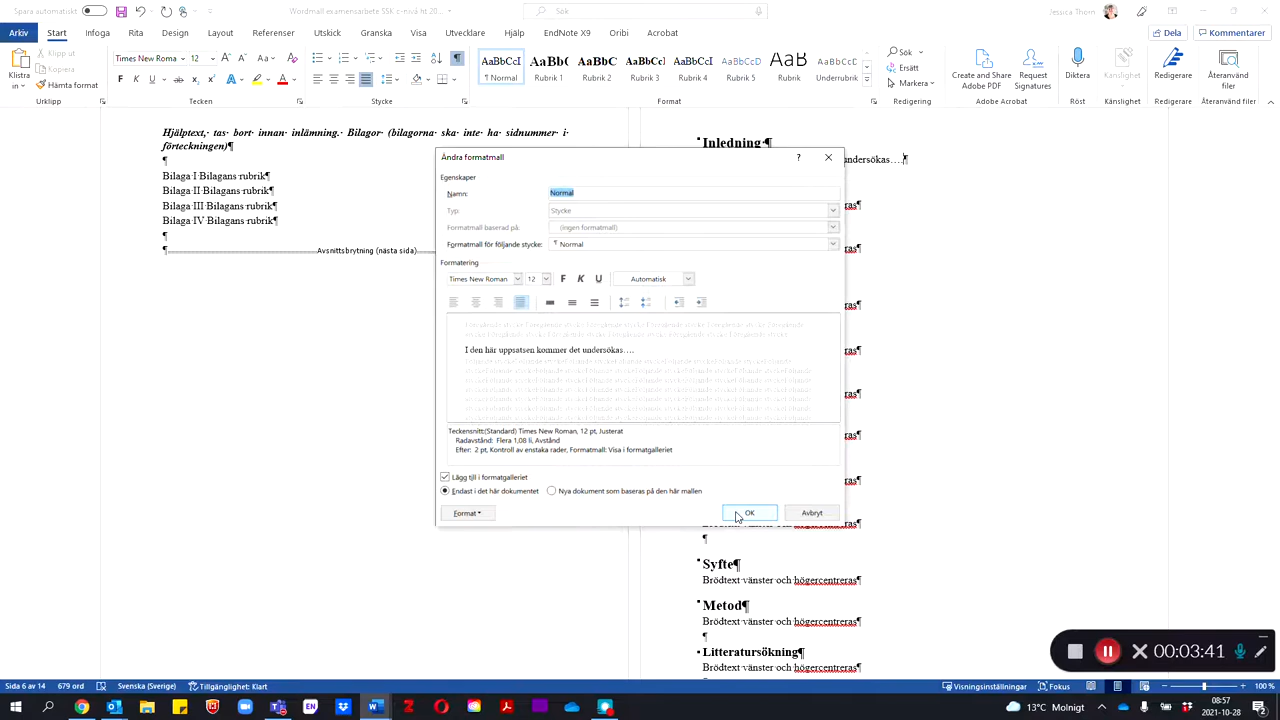 Spara automatiskt
Wordmall examensarbete SSK c-nivå ht 20...
Sök
Jessica Thorn
Arkiv Start Infoga Rita Design Layout Referenser Utskick Granska Visa Utvecklare Hjälp EndNote X9 Oribi Acrobat
Dela Kommentarer
Klistra in
Klipp ut
Kopiera
Hämta format
Times New Roman 12
AaBbCcI AaBb( AaBbC AaBbCcI AaBbCcI AaBbCcD AaB AaBbCcD
¶ Normal Rubrik 1 Rubrik 2 Rubrik 3 Rubrik 4 Rubrik 5 Rubrik Underrubrik
Sök
Ersätt
Markera
Create and Share Adobe PDF
Request Signatures
Diktera
Känslighet
Redigerare
Återanvänd filer
Urklipp Tecken Stycke Format Redigering Adobe Acrobat Röst Känslighet Redigerare Återanvänd filer
Hjälptext, tas bort innan inlämning. Bilagor (bilagorna ska inte ha sidnummer i
förteckningen)¶
¶
Bilaga·I·Bilagans·rubrik¶
Bilaga·II·Bilagans·rubrik¶
Bilaga·III·Bilagans·rubrik¶
Bilaga·IV·Bilagans·rubrik¶
¶
¶ Avsnittsbrytning (nästa sida)
Inledning·¶
undersökas….¶
Ändra formatmall
?
Egenskaper
Namn: Normal
Typ: Stycke
Formatmall baserad på: (ingen formatmall)
Formatmall för följande stycke: ¶ Normal
Formatering
Times New Roman 12 F K U Automatisk
I den här uppsatsen kommer det undersökas….
Teckensnitt:(Standard) Times New Roman, 12 pt, Justerat
Radavstånd: Flera 1,08 li, Avstånd
Efter: 2 pt, Kontroll av enstaka rader, Formatmall: Visa i formatgalleriet
Lägg till i formatgalleriet
Endast i det här dokumentet Nya dokument som baseras på den här mallen
Format OK Avbryt
¶
Syfte¶
Brödtext·vänster·och·högercentreras¶
Metod¶
Brödtext·vänster·och·högercentreras¶
¶
Litteratursökning¶
Brödtext·vänster·och·högercentreras¶
00:03:41
Sida 6 av 14 679 ord Svenska (Sverige) Tillgänglighet: Klart
Visningsinställningar Fokus 100 %
13°C
08:57
2021-10-28